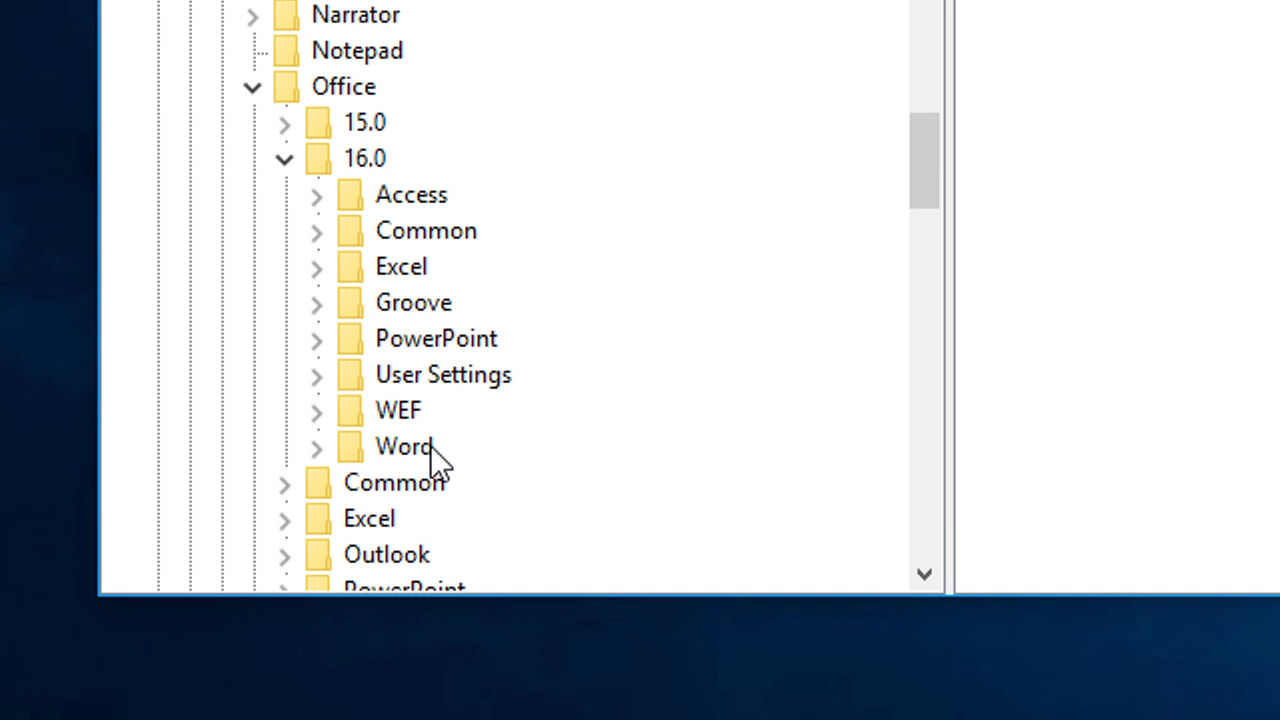 Narrator
Notepad
Office
15.0
16.0
Access
Common
Excel
Groove
PowerPoint
User Settings
WEF
Word
Common
Excel
Outlook
PowerPoint